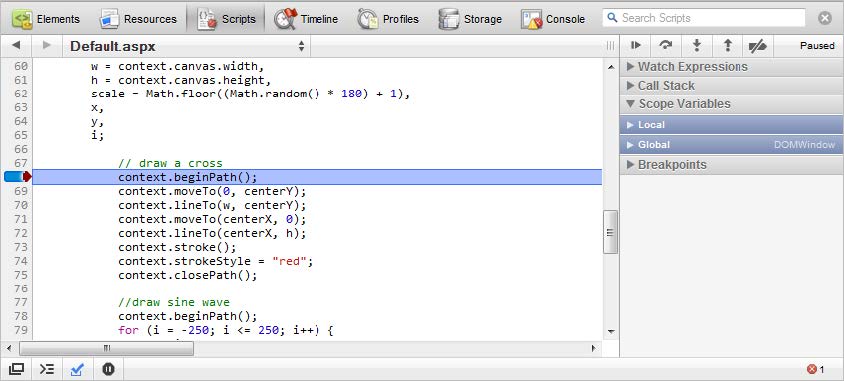 Elements Resources Scripts Timeline Profiles Storage Console Search Scripts
Default.aspx Paused
60 w = context.canvas.width,
61 h = context.canvas.height,
62 scale = Math.floor((Math.random() * 180) + 1),
63 x,
64 y,
65 i;
66
67 // draw a cross
context.beginPath();
69 context.moveTo(0, centerY);
70 context.lineTo(w, centerY);
71 context.moveTo(centerX, 0);
72 context.lineTo(centerX, h);
73 context.stroke();
74 context.strokeStyle = "red";
75 context.closePath();
76
77 //draw sine wave
78 context.beginPath();
79 for (i = -250; i <= 250; i++) {
Watch Expressions
Call Stack
Scope Variables
Local
Global DOMWindow
Breakpoints
1